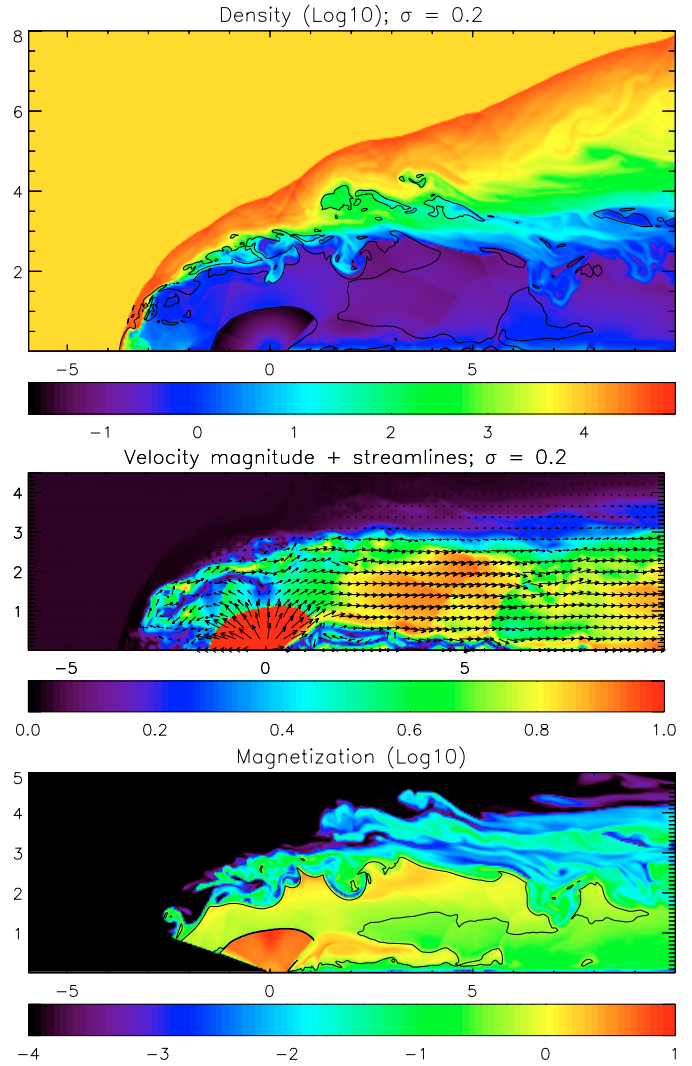 Density (Log10); σ = 0.2
8
6
4
2
−5 0 5
−1 0 1 2 3 4
Velocity magnitude + streamlines; σ = 0.2
4
3
2
1
−5 0 5
0.0 0.2 0.4 0.6 0.8 1.0
Magnetization (Log10)
5
4
3
2
1
−5 0 5
−4 −3 −2 −1 0 1